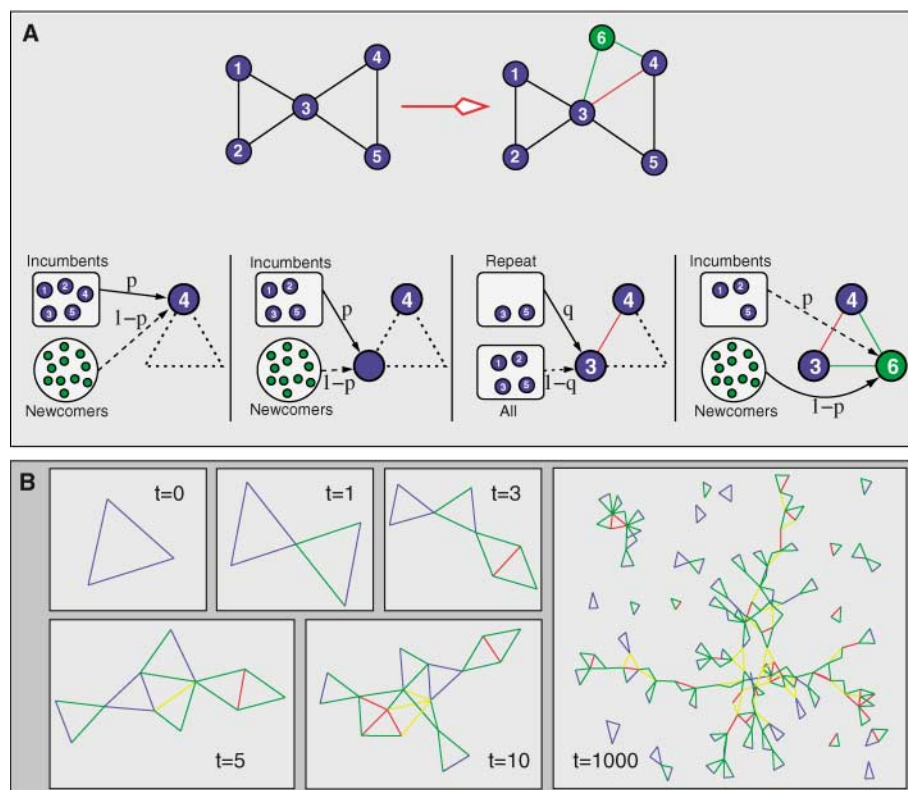 A
1
2
3
4
5
6
1
2
3
4
5
Incumbents
1 2 4
3 5
p
1-p
4
Newcomers
Incumbents
1 2
3 5
p
1-p
4
Newcomers
Repeat
3 5
q
1-q
4
3
1 2
3 5
All
Incumbents
1 2
5
p
1-p
4
3
6
Newcomers
B
t=0
t=1
t=3
t=5
t=10
t=1000